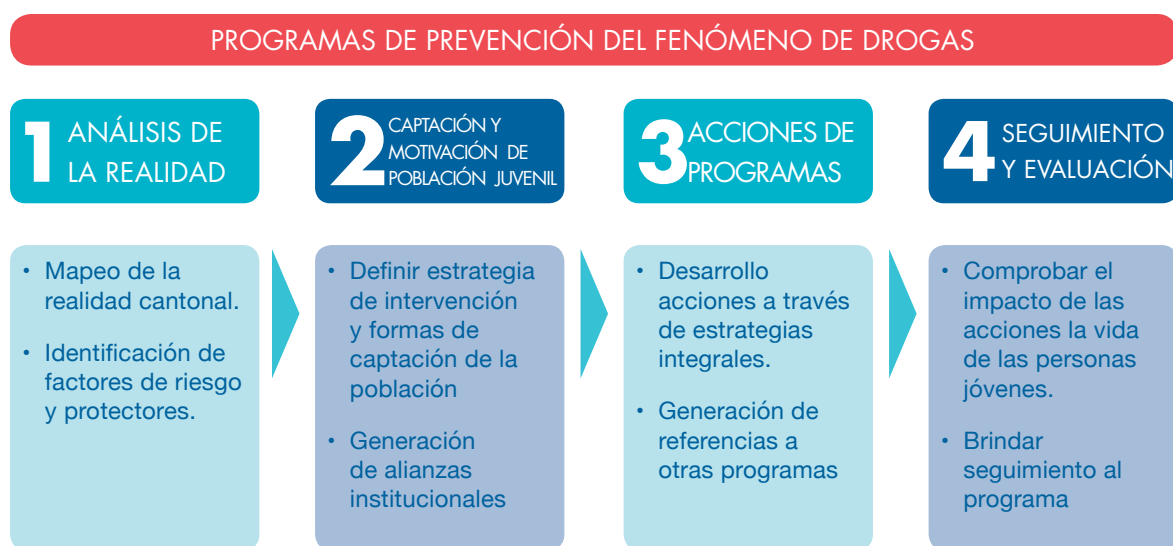 PROGRAMAS DE PREVENCIÓN DEL FENÓMENO DE DROGAS
1 ANÁLISIS DE
LA REALIDAD
• Mapeo de la
realidad cantonal.
• Identificación de
factores de riesgo
y protectores.
2 CAPTACIÓN Y
MOTIVACIÓN DE
POBLACIÓN JUVENIL
• Definir estrategia
de intervención
y formas de
captación de la
población
• Generación
de alianzas
institucionales
3 ACCIONES DE
PROGRAMAS
• Desarrollo
acciones a través
de estrategias
integrales.
• Generación de
referencias a
otras programas
4 SEGUIMIENTO
Y EVALUACIÓN
• Comprobar el
impacto de las
acciones la vida
de las personas
jóvenes.
• Brindar
seguimiento al
programa